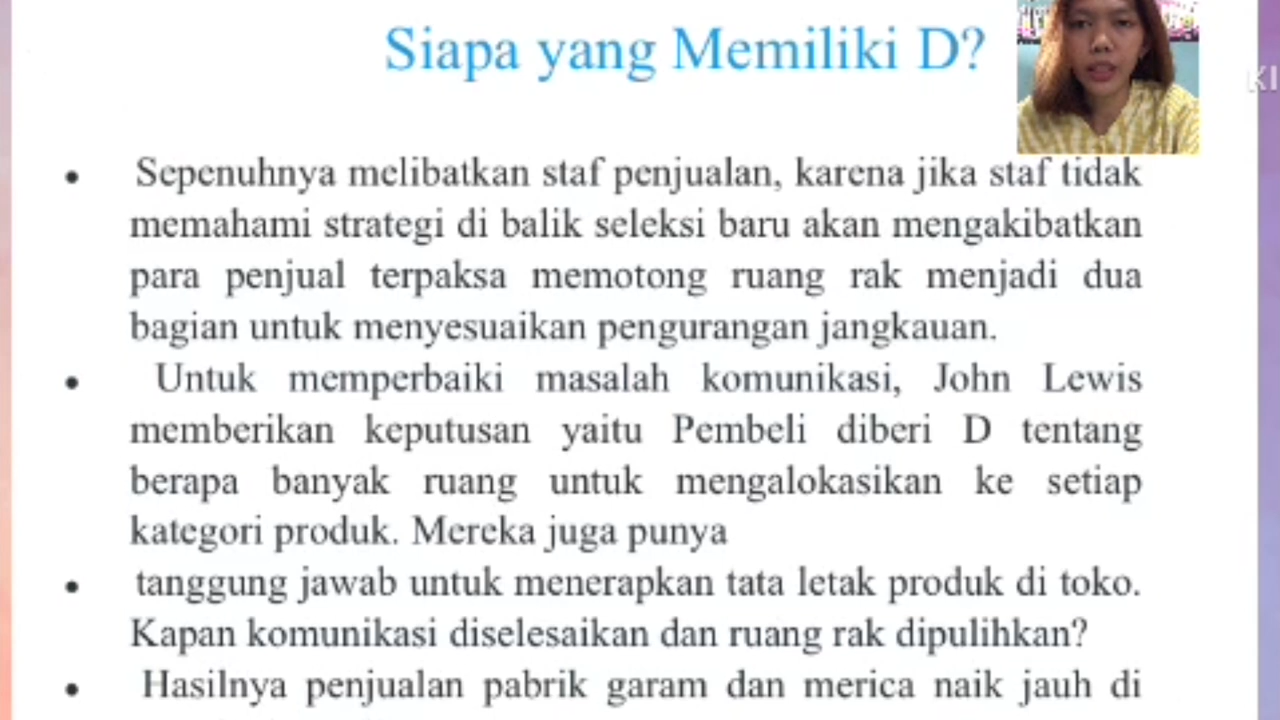 Siapa yang Memiliki D?
KI
• Sepenuhnya melibatkan staf penjualan, karena jika staf tidak
memahami strategi di balik seleksi baru akan mengakibatkan
para penjual terpaksa memotong ruang rak menjadi dua
bagian untuk menyesuaikan pengurangan jangkauan.
• Untuk memperbaiki masalah komunikasi, John Lewis
memberikan keputusan yaitu Pembeli diberi D tentang
berapa banyak ruang untuk mengalokasikan ke setiap
kategori produk. Mereka juga punya
• tanggung jawab untuk menerapkan tata letak produk di toko.
Kapan komunikasi diselesaikan dan ruang rak dipulihkan?
• Hasilnya penjualan pabrik garam dan merica naik jauh di